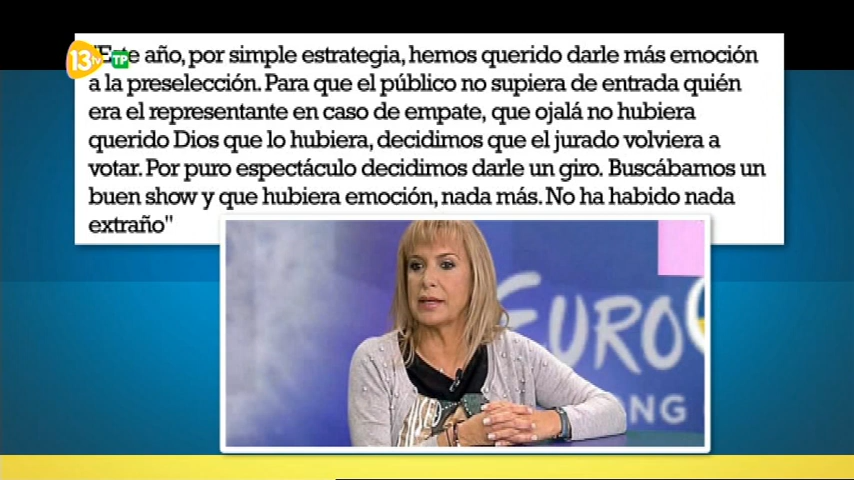 13tv
TP
"Este año, por simple estrategia, hemos querido darle más emoción
a la preselección. Para que el público no supiera de entrada quién
era el representante en caso de empate, que ojalá no hubiera
querido Dios que lo hubiera, decidimos que el jurado volviera a
votar. Por puro espectáculo decidimos darle un giro. Buscábamos un
buen show y que hubiera emoción, nada más. No ha habido nada
extraño"
EURO
ONG